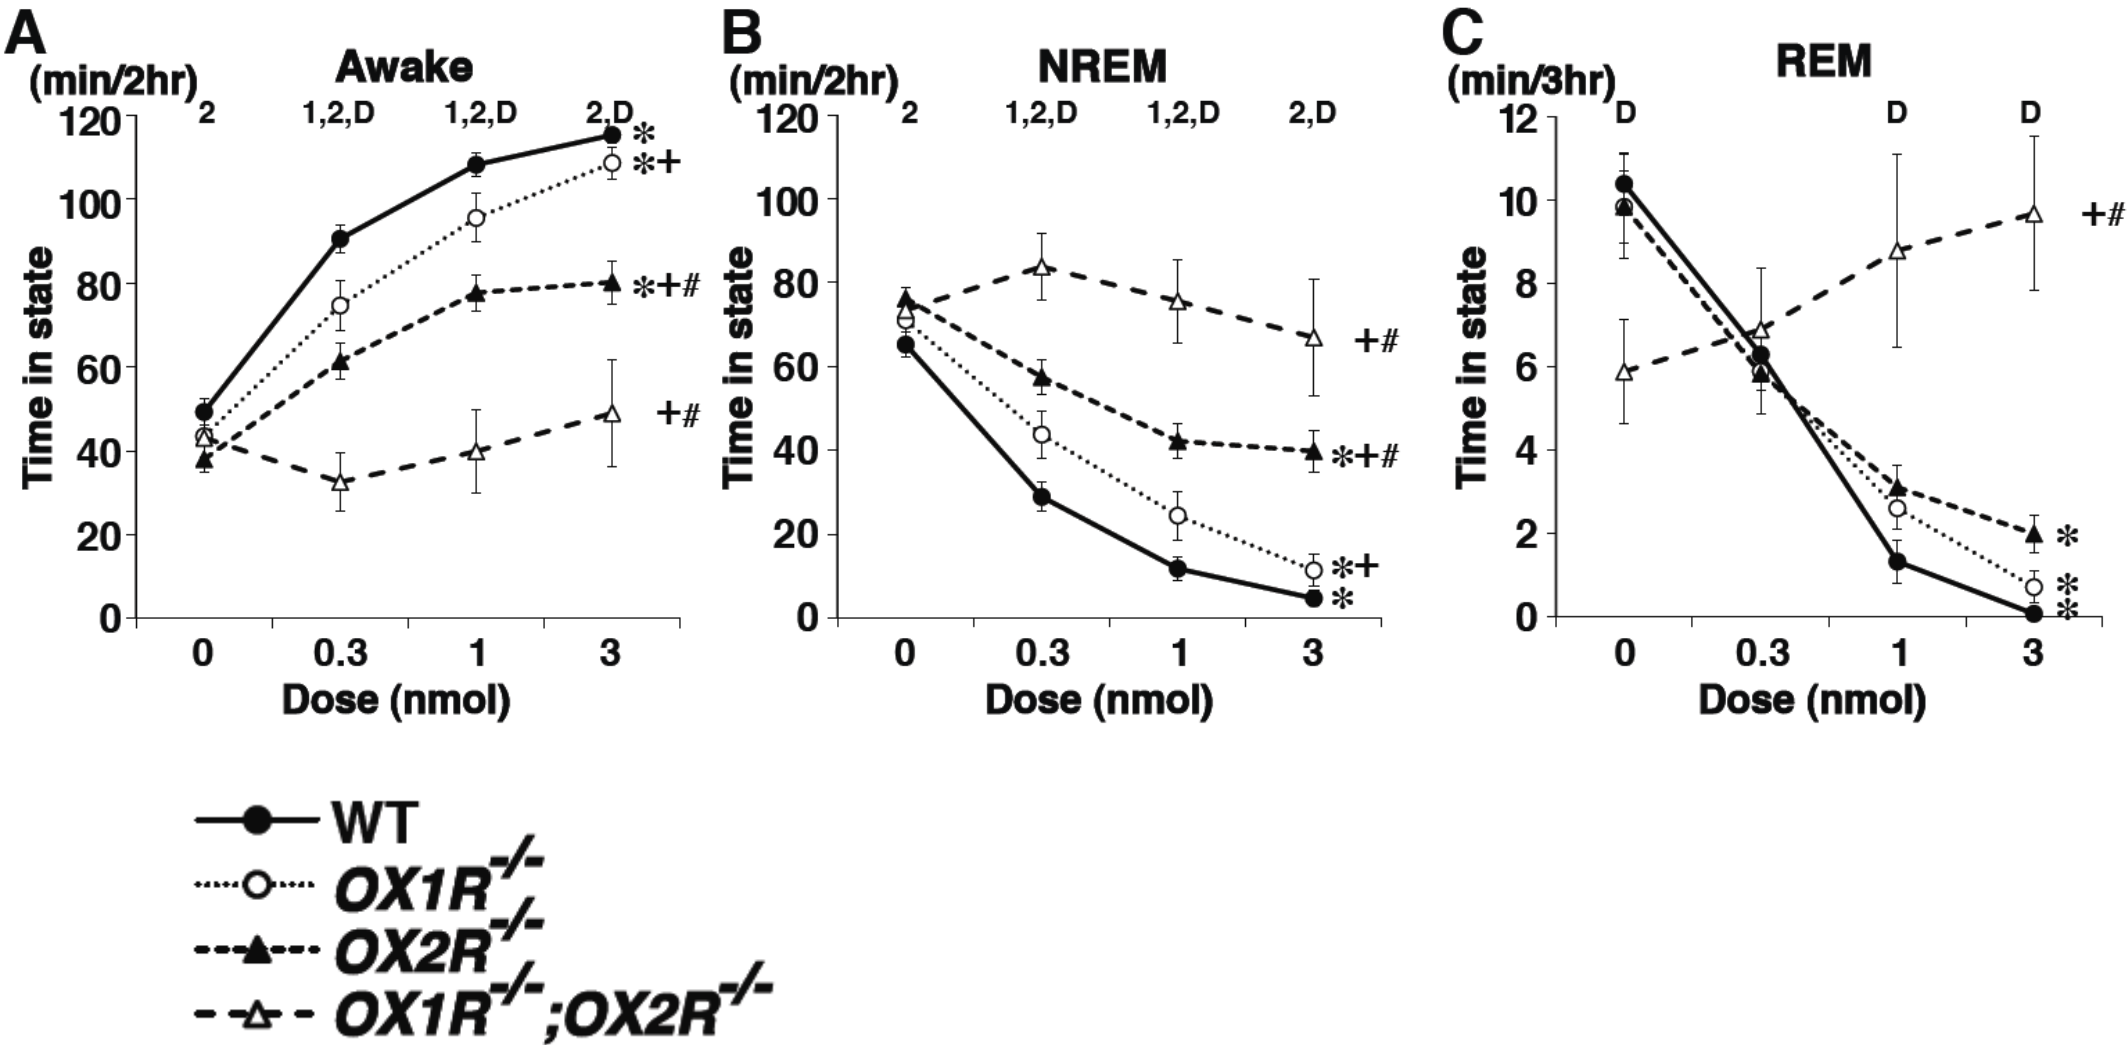 A
Awake
(min/2hr)
2 1,2,D 1,2,D 2,D
120
100
80
60
40
20
0
Time in state
*
*+
*+#
+#
0 0.3 1 3
Dose (nmol)
B
NREM
(min/2hr)
2 1,2,D 1,2,D 2,D
120
100
80
60
40
20
0
Time in state
+#
*+#
*+
*
0 0.3 1 3
Dose (nmol)
C
REM
(min/3hr)
D D D
12
10
8
6
4
2
0
Time in state
+#
*
*
*
0 0.3 1 3
Dose (nmol)
WT
OX1R-/-
OX2R-/-
OX1R-/-;OX2R-/-